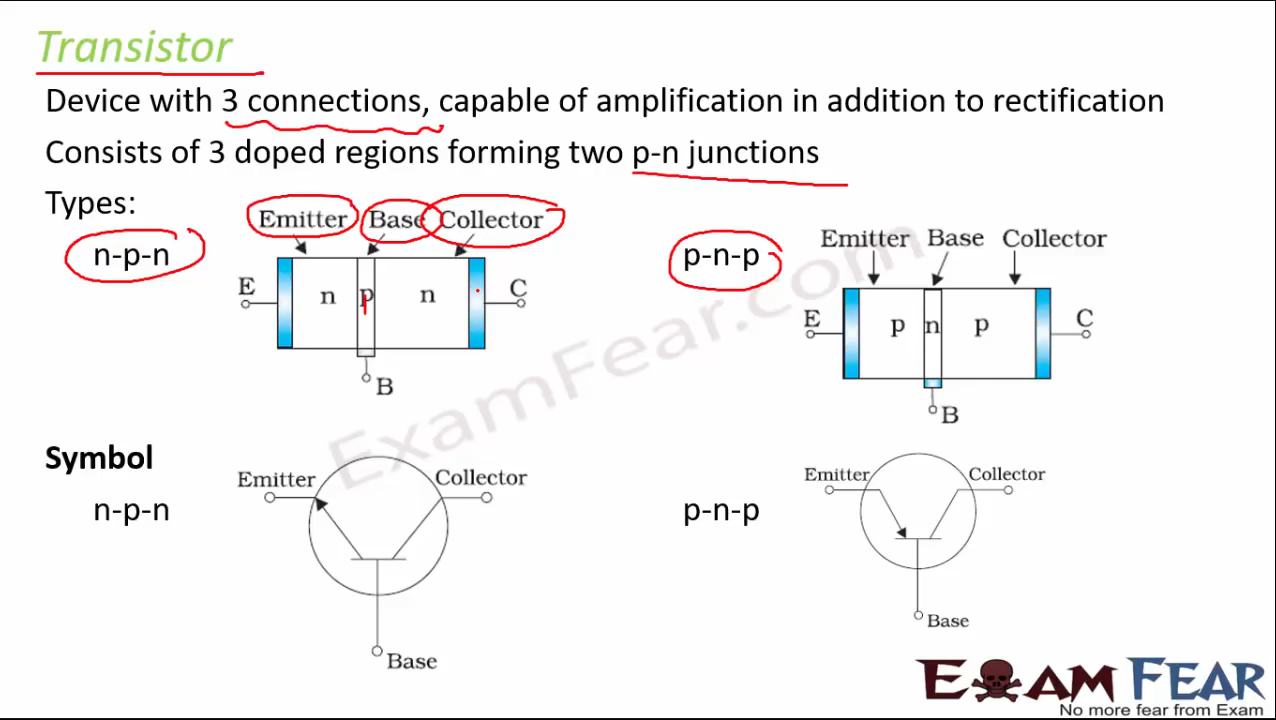 Transistor
Device with 3 connections, capable of amplification in addition to rectification
Consists of 3 doped regions forming two p-n junctions
Types:
Emitter Base Collector
n-p-n
E n p n C
B
p-n-p
Emitter Base Collector
E p n p C
B
ExamFear.com
Symbol
n-p-n
Emitter Collector
Base
p-n-p
Emitter Collector
Base
EXAM FEAR
No more fear from Exam